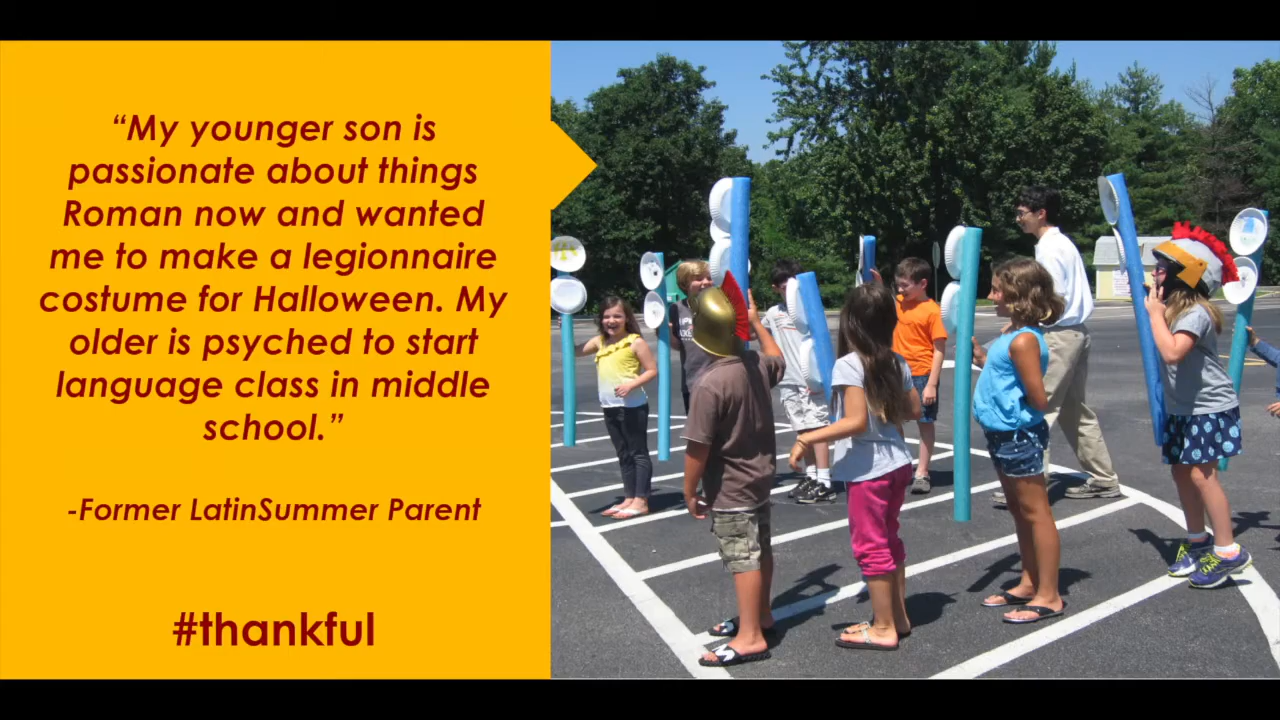 “My younger son is
passionate about things
Roman now and wanted
me to make a legionnaire
costume for Halloween. My
older is psyched to start
language class in middle
school.”
-Former LatinSummer Parent
#thankful